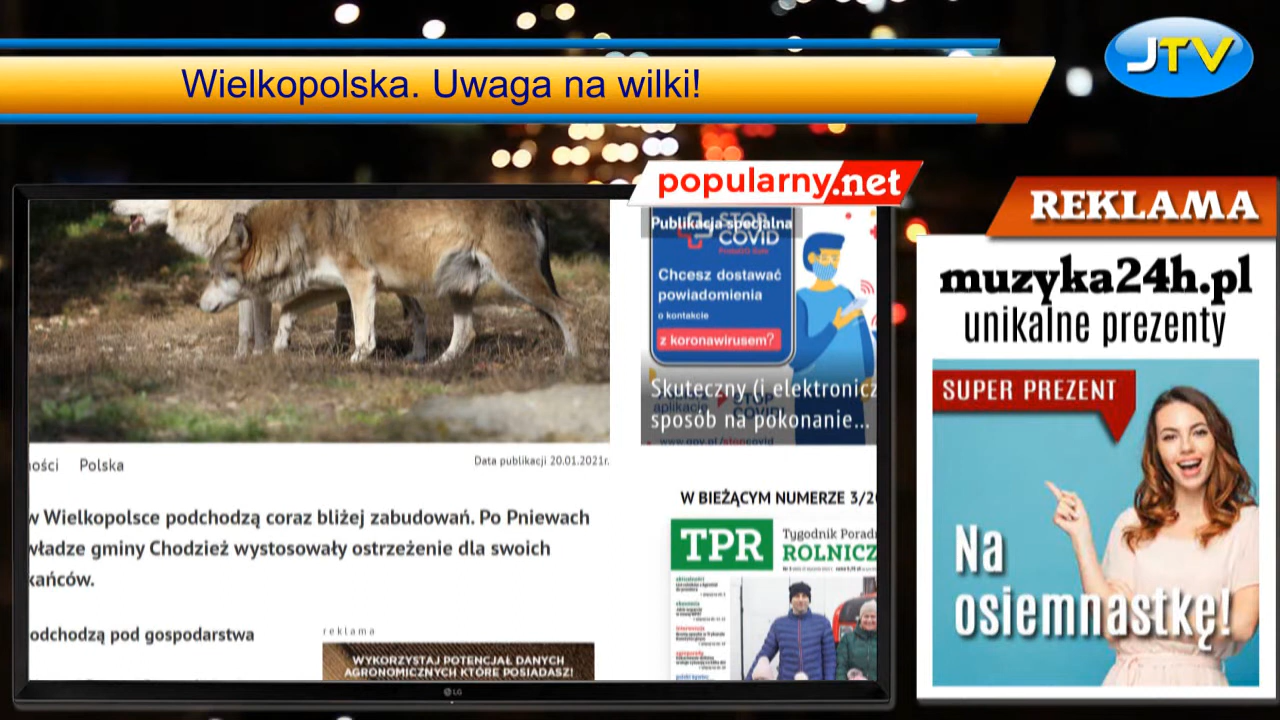 JTV
Wielkopolska. Uwaga na wilki!
popularny.net
REKLAMA
muzyka24h.pl
unikalne prezenty
SUPER PREZENT
Na
osiemnastkę!
Publikacja specjalna
STOP
COVID
Chcesz dostawać
powiadomienia
o kontakcie
z koronawirusem?
Skuteczny (i elektronicz
sposób na pokonanie...
www.gov.pl/stopcovid
ności Polska
Data publikacji 20.01.2021r.
w Wielkopolsce podchodzą coraz bliżej zabudowań. Po Pniewach
władze gminy Chodzież wystosowały ostrzeżenie dla swoich
kańców.
odchodzą pod gospodarstwa
reklama
WYKORZYSTAJ POTENCJAŁ DANYCH
AGRONOMICZNYCH KTÓRE POSIADASZ!
W BIEŻĄCYM NUMERZE 3/20
TPR
Tygodnik Porad
ROLNICZ
LG